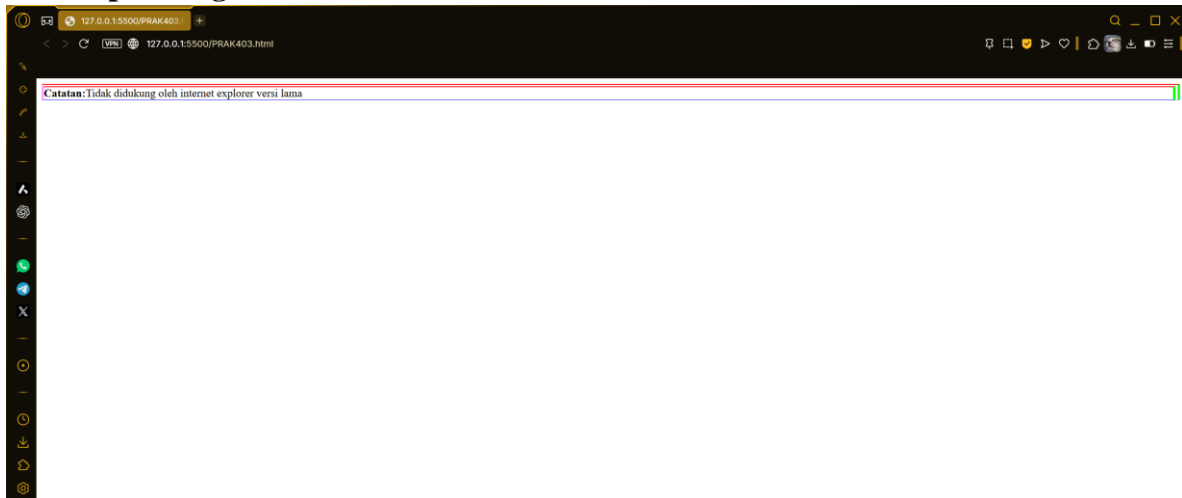 127.0.0.1:5500/PRAK403.
VPN 127.0.0.1:5500/PRAK403.html
Catatan:Tidak didukung oleh internet explorer versi lama